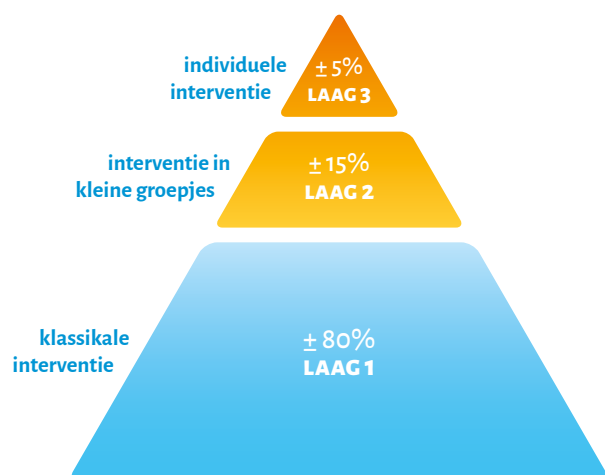 individuele
interventie
± 5%
LAAG 3
interventie in
kleine groepjes
± 15%
LAAG 2
klassikale
interventie
± 80%
LAAG 1